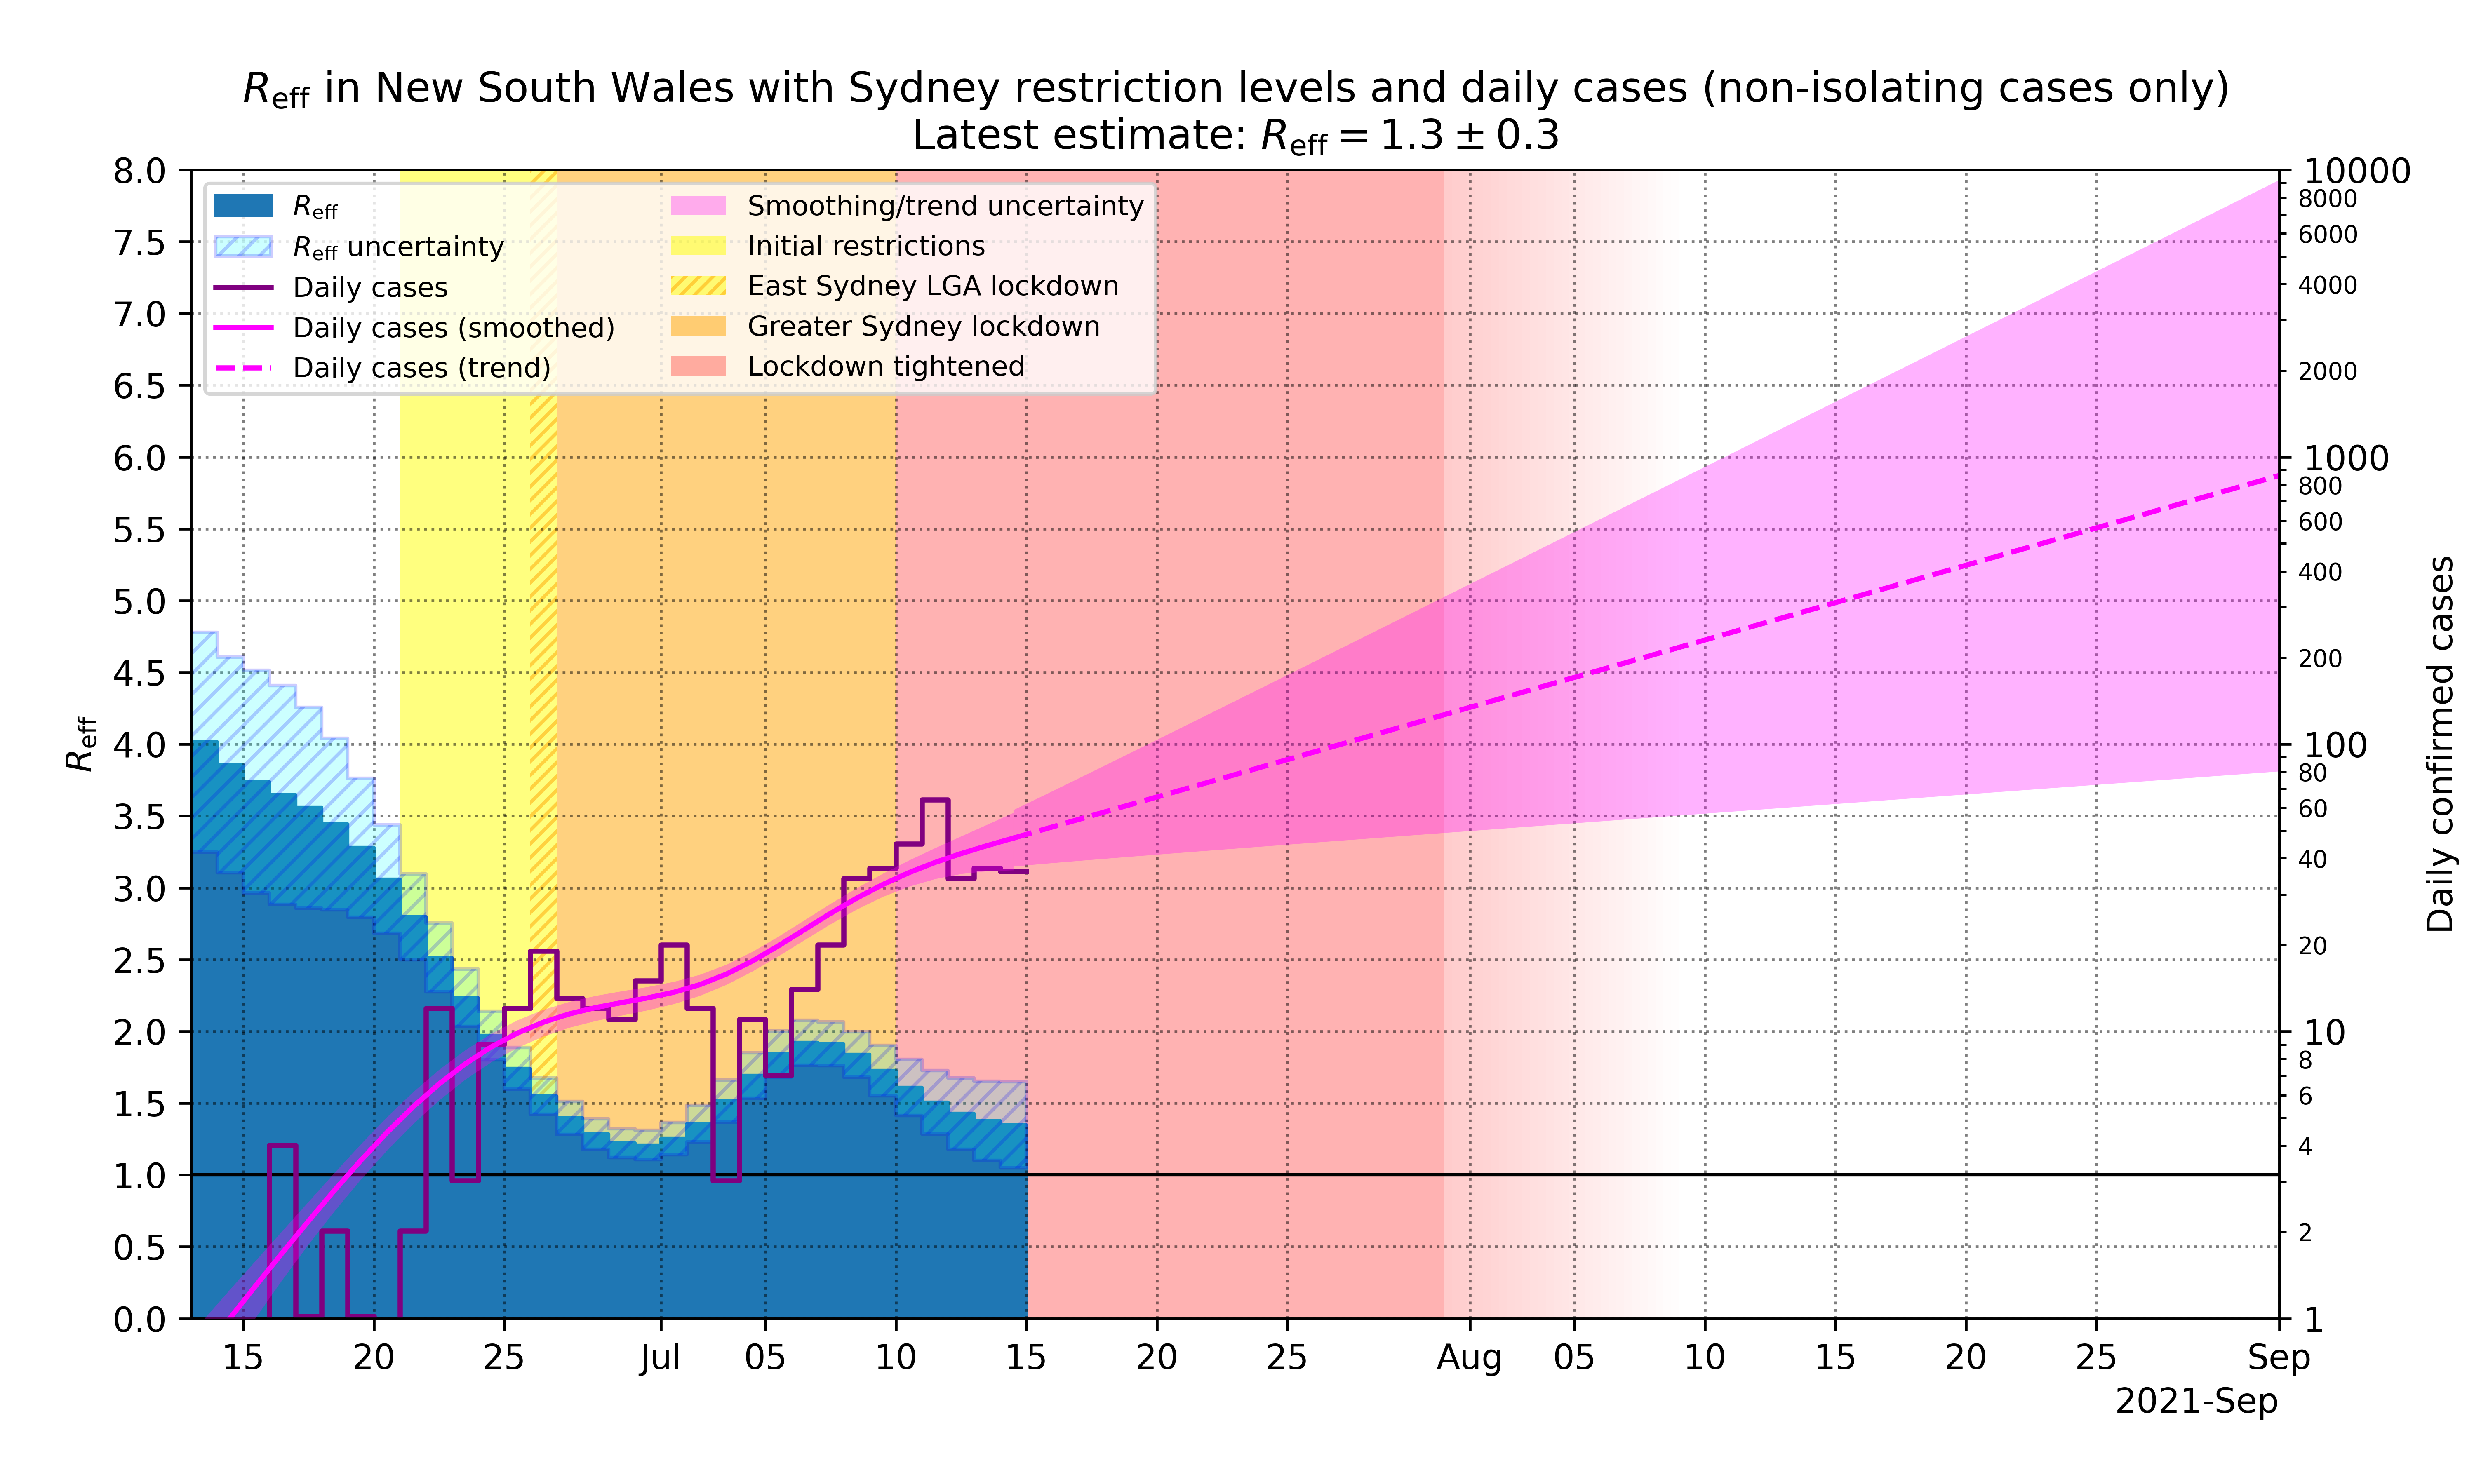 R_eff in New South Wales with Sydney restriction levels and daily cases (non-isolating cases only)
Latest estimate: R_eff = 1.3 ± 0.3
R_eff
R_eff uncertainty
Daily cases
Daily cases (smoothed)
Daily cases (trend)
Smoothing/trend uncertainty
Initial restrictions
East Sydney LGA lockdown
Greater Sydney lockdown
Lockdown tightened
R_eff
8.0
7.5
7.0
6.5
6.0
5.5
5.0
4.5
4.0
3.5
3.0
2.5
2.0
1.5
1.0
0.5
0.0
10000
8000
6000
4000
2000
1000
800
600
400
200
100
80
60
40
20
10
8
6
4
2
1
Daily confirmed cases
15 20 25 Jul 05 10 15 20 25 Aug 05 10 15 20 25 Sep
2021-Sep